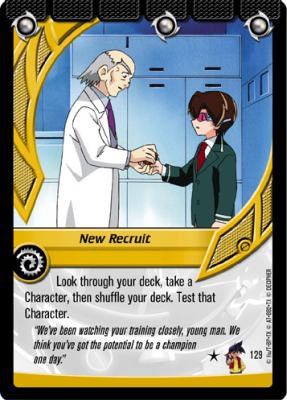 New Recruit
Look through your deck, take a
Character, then shuffle your deck. Test that
Character.
"We've been watching your training closely, young man. We
think you've got the potential to be a champion
one day."
129